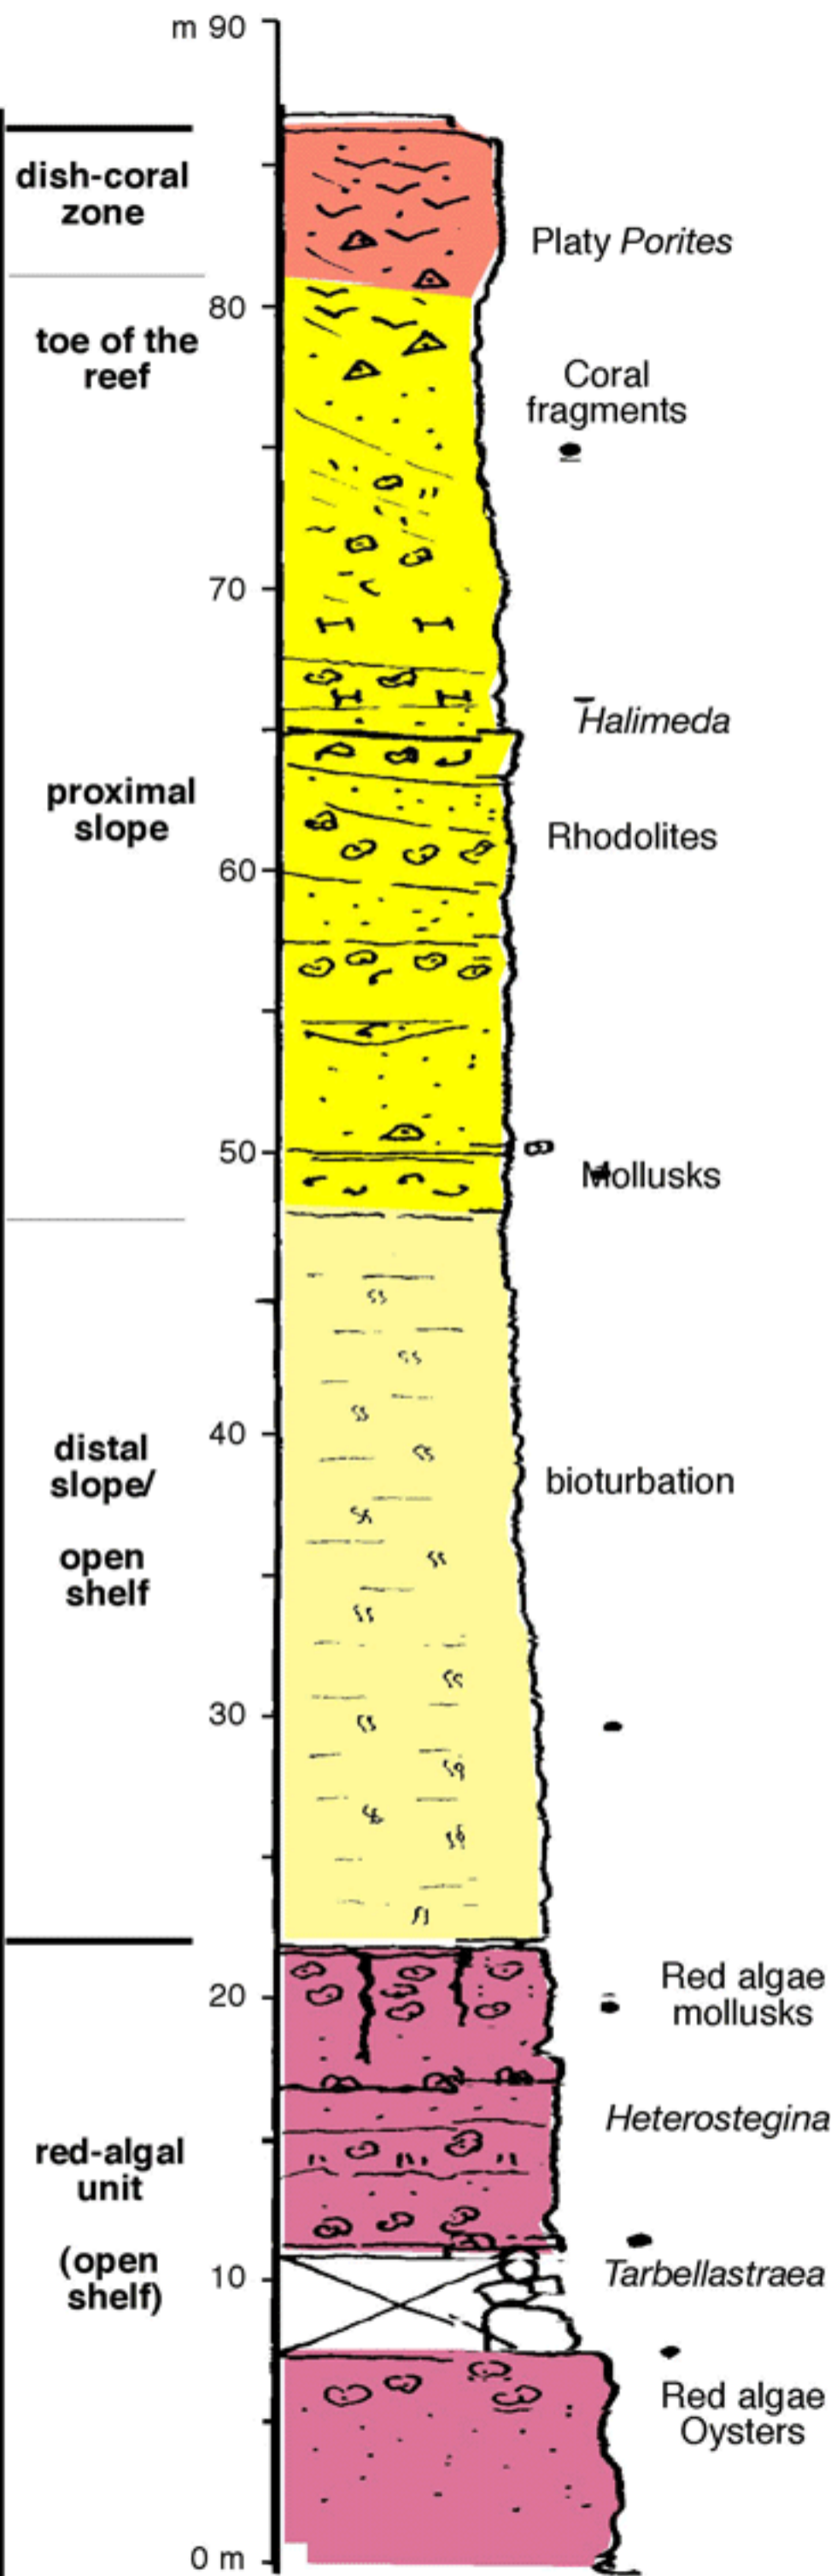 m 90
dish-coral
zone
Platy Porites
80
toe of the
reef
Coral
fragments
70
Halimeda
proximal
slope
Rhodolites
60
50
Mollusks
40
distal
slope/
open
shelf
bioturbation
30
20
Red algae
mollusks
Heterostegina
red-algal
unit
(open
shelf)
10
Tarbellastraea
Red algae
Oysters
0 m